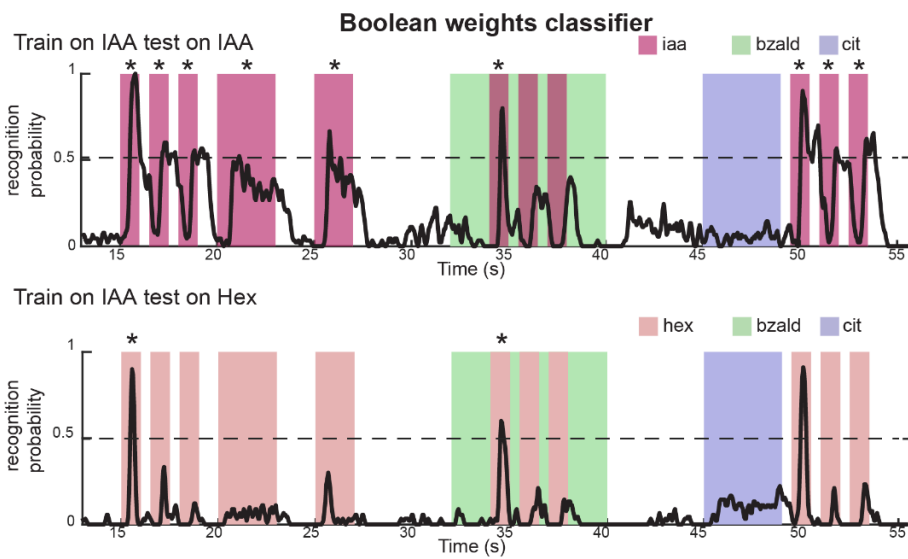 Boolean weights classifier
Train on IAA test on IAA
iaa bzald cit
* * * * * * * * *
1
0.5
0
recognition
probability
15 20 25 30 35 40 45 50 55
Time (s)
Train on IAA test on Hex
hex bzald cit
* *
1
0.5
0
recognition
probability
15 20 25 30 35 40 45 50 55
Time (s)